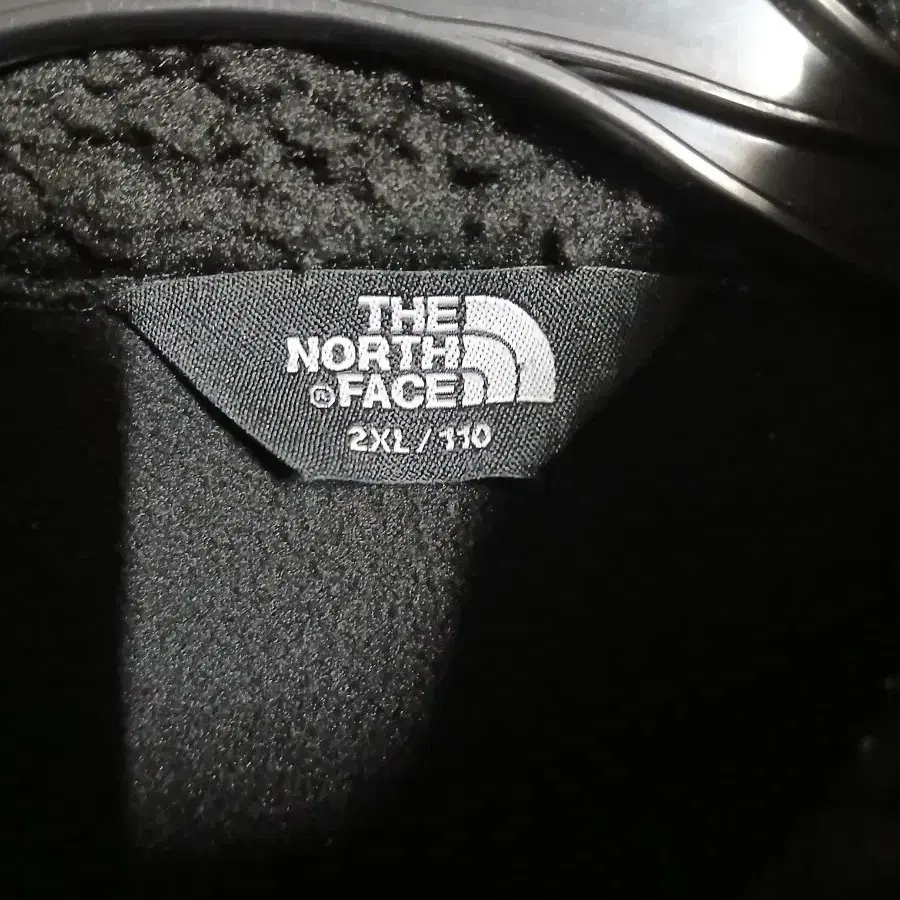 THE
NORTH
®FACE
2XL / 110